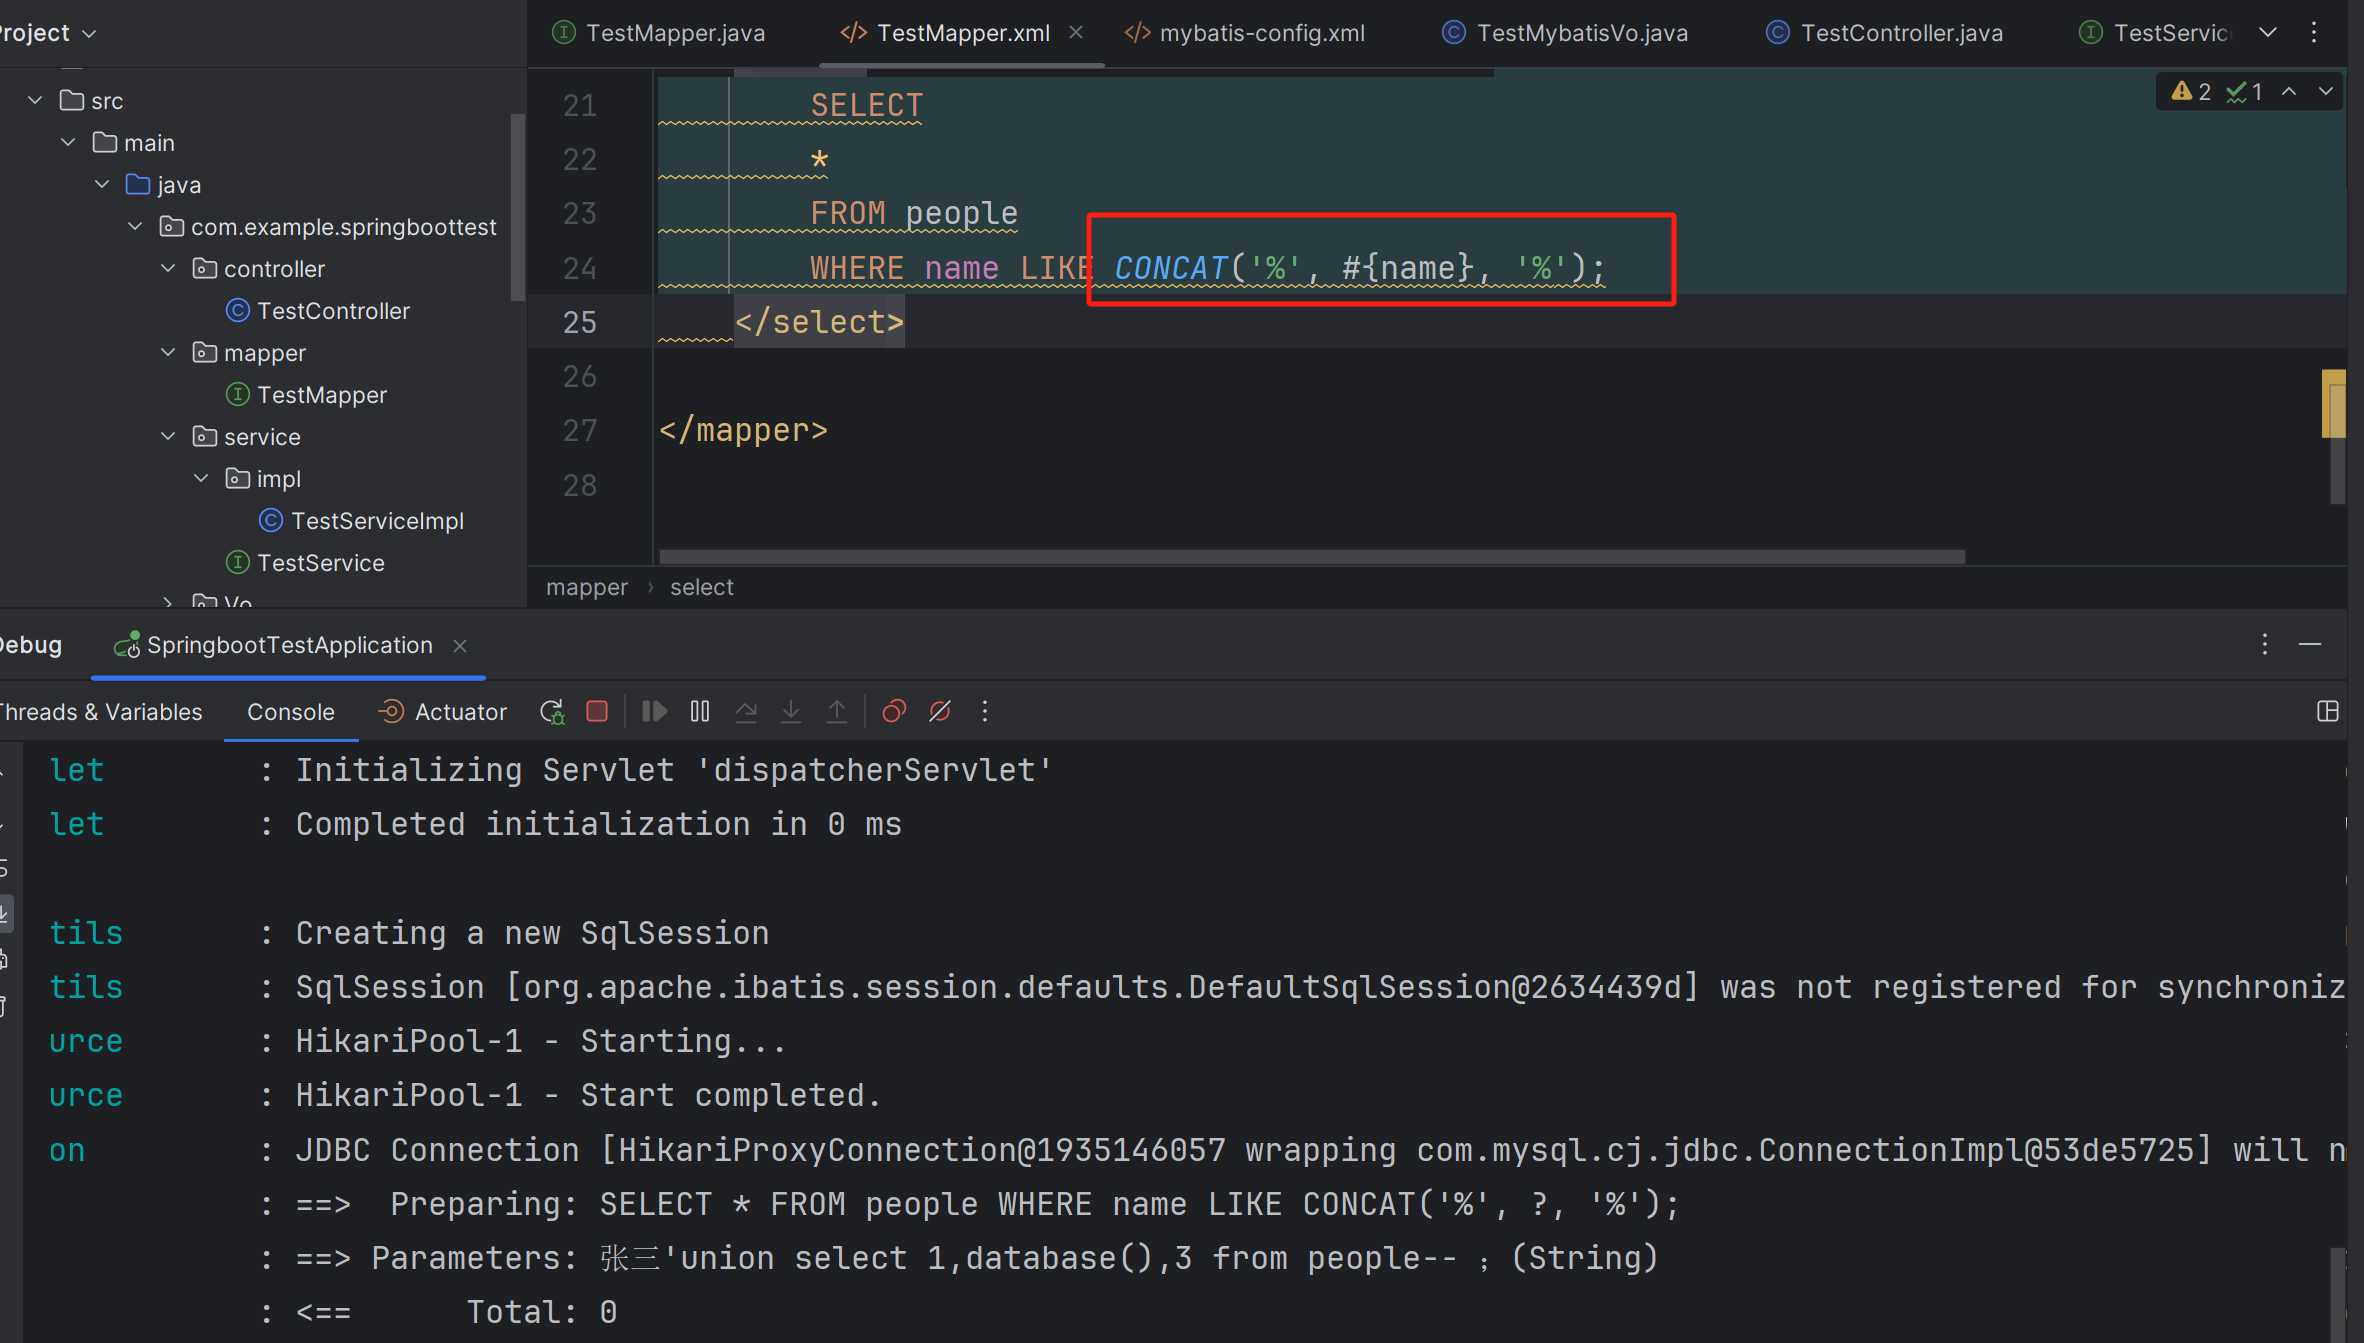 Project
TestMapper.java
TestMapper.xml
mybatis-config.xml
TestMybatisVo.java
TestController.java
src
main
java
com.example.springboottest
controller
TestController
mapper
TestMapper
service
impl
TestServiceImpl
TestService
Vo
21 SELECT
22 *
23 FROM people
24 WHERE name LIKE CONCAT('%', #{name}, '%');
25 </select>
26
27 </mapper>
28
2 1
mapper › select
Debug
SpringbootTestApplication
Threads & Variables
Console
Actuator
let : Initializing Servlet 'dispatcherServlet'
let : Completed initialization in 0 ms
tils : Creating a new SqlSession
tils : SqlSession [org.apache.ibatis.session.defaults.DefaultSqlSession@2634439d] was not registered for synchroniz
urce : HikariPool-1 - Starting...
urce : HikariPool-1 - Start completed.
on : JDBC Connection [HikariProxyConnection@1935146057 wrapping com.mysql.cj.jdbc.ConnectionImpl@53de5725] will n
: ==> Preparing: SELECT * FROM people WHERE name LIKE CONCAT('%', ?, '%');
: ==> Parameters: 张三'union select 1,database(),3 from people-- ；(String)
: <== Total: 0